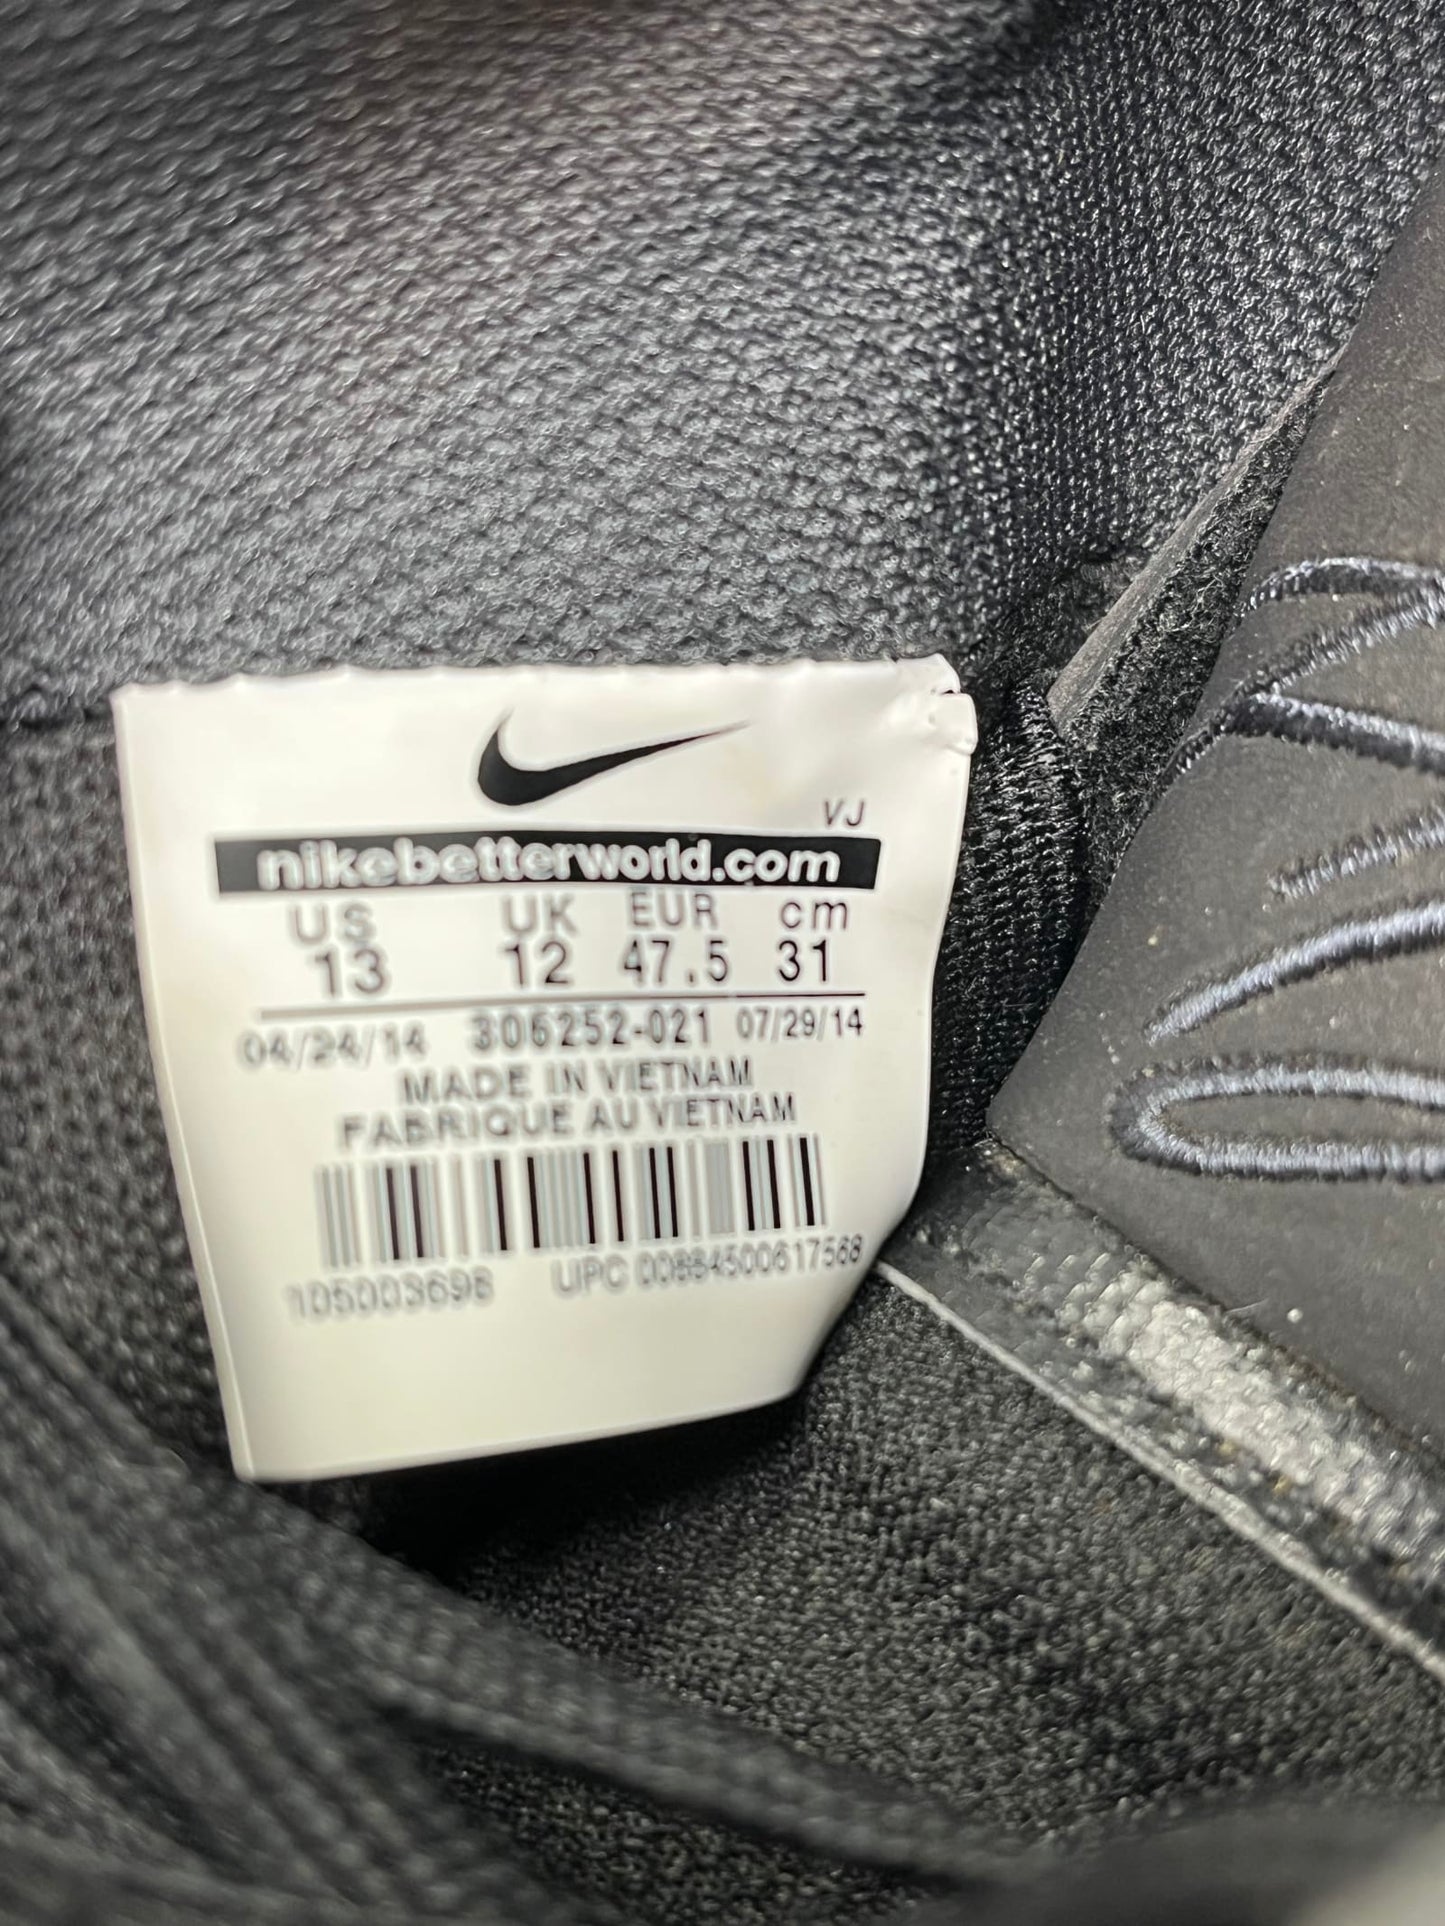 VJ
nikebetterworld.com
US UK EUR cm
13 12 47.5 31
04/24/14 306252-021 07/29/14
MADE IN VIETNAM
FABRIQUE AU VIETNAM
105003698 UPC 00884500617568